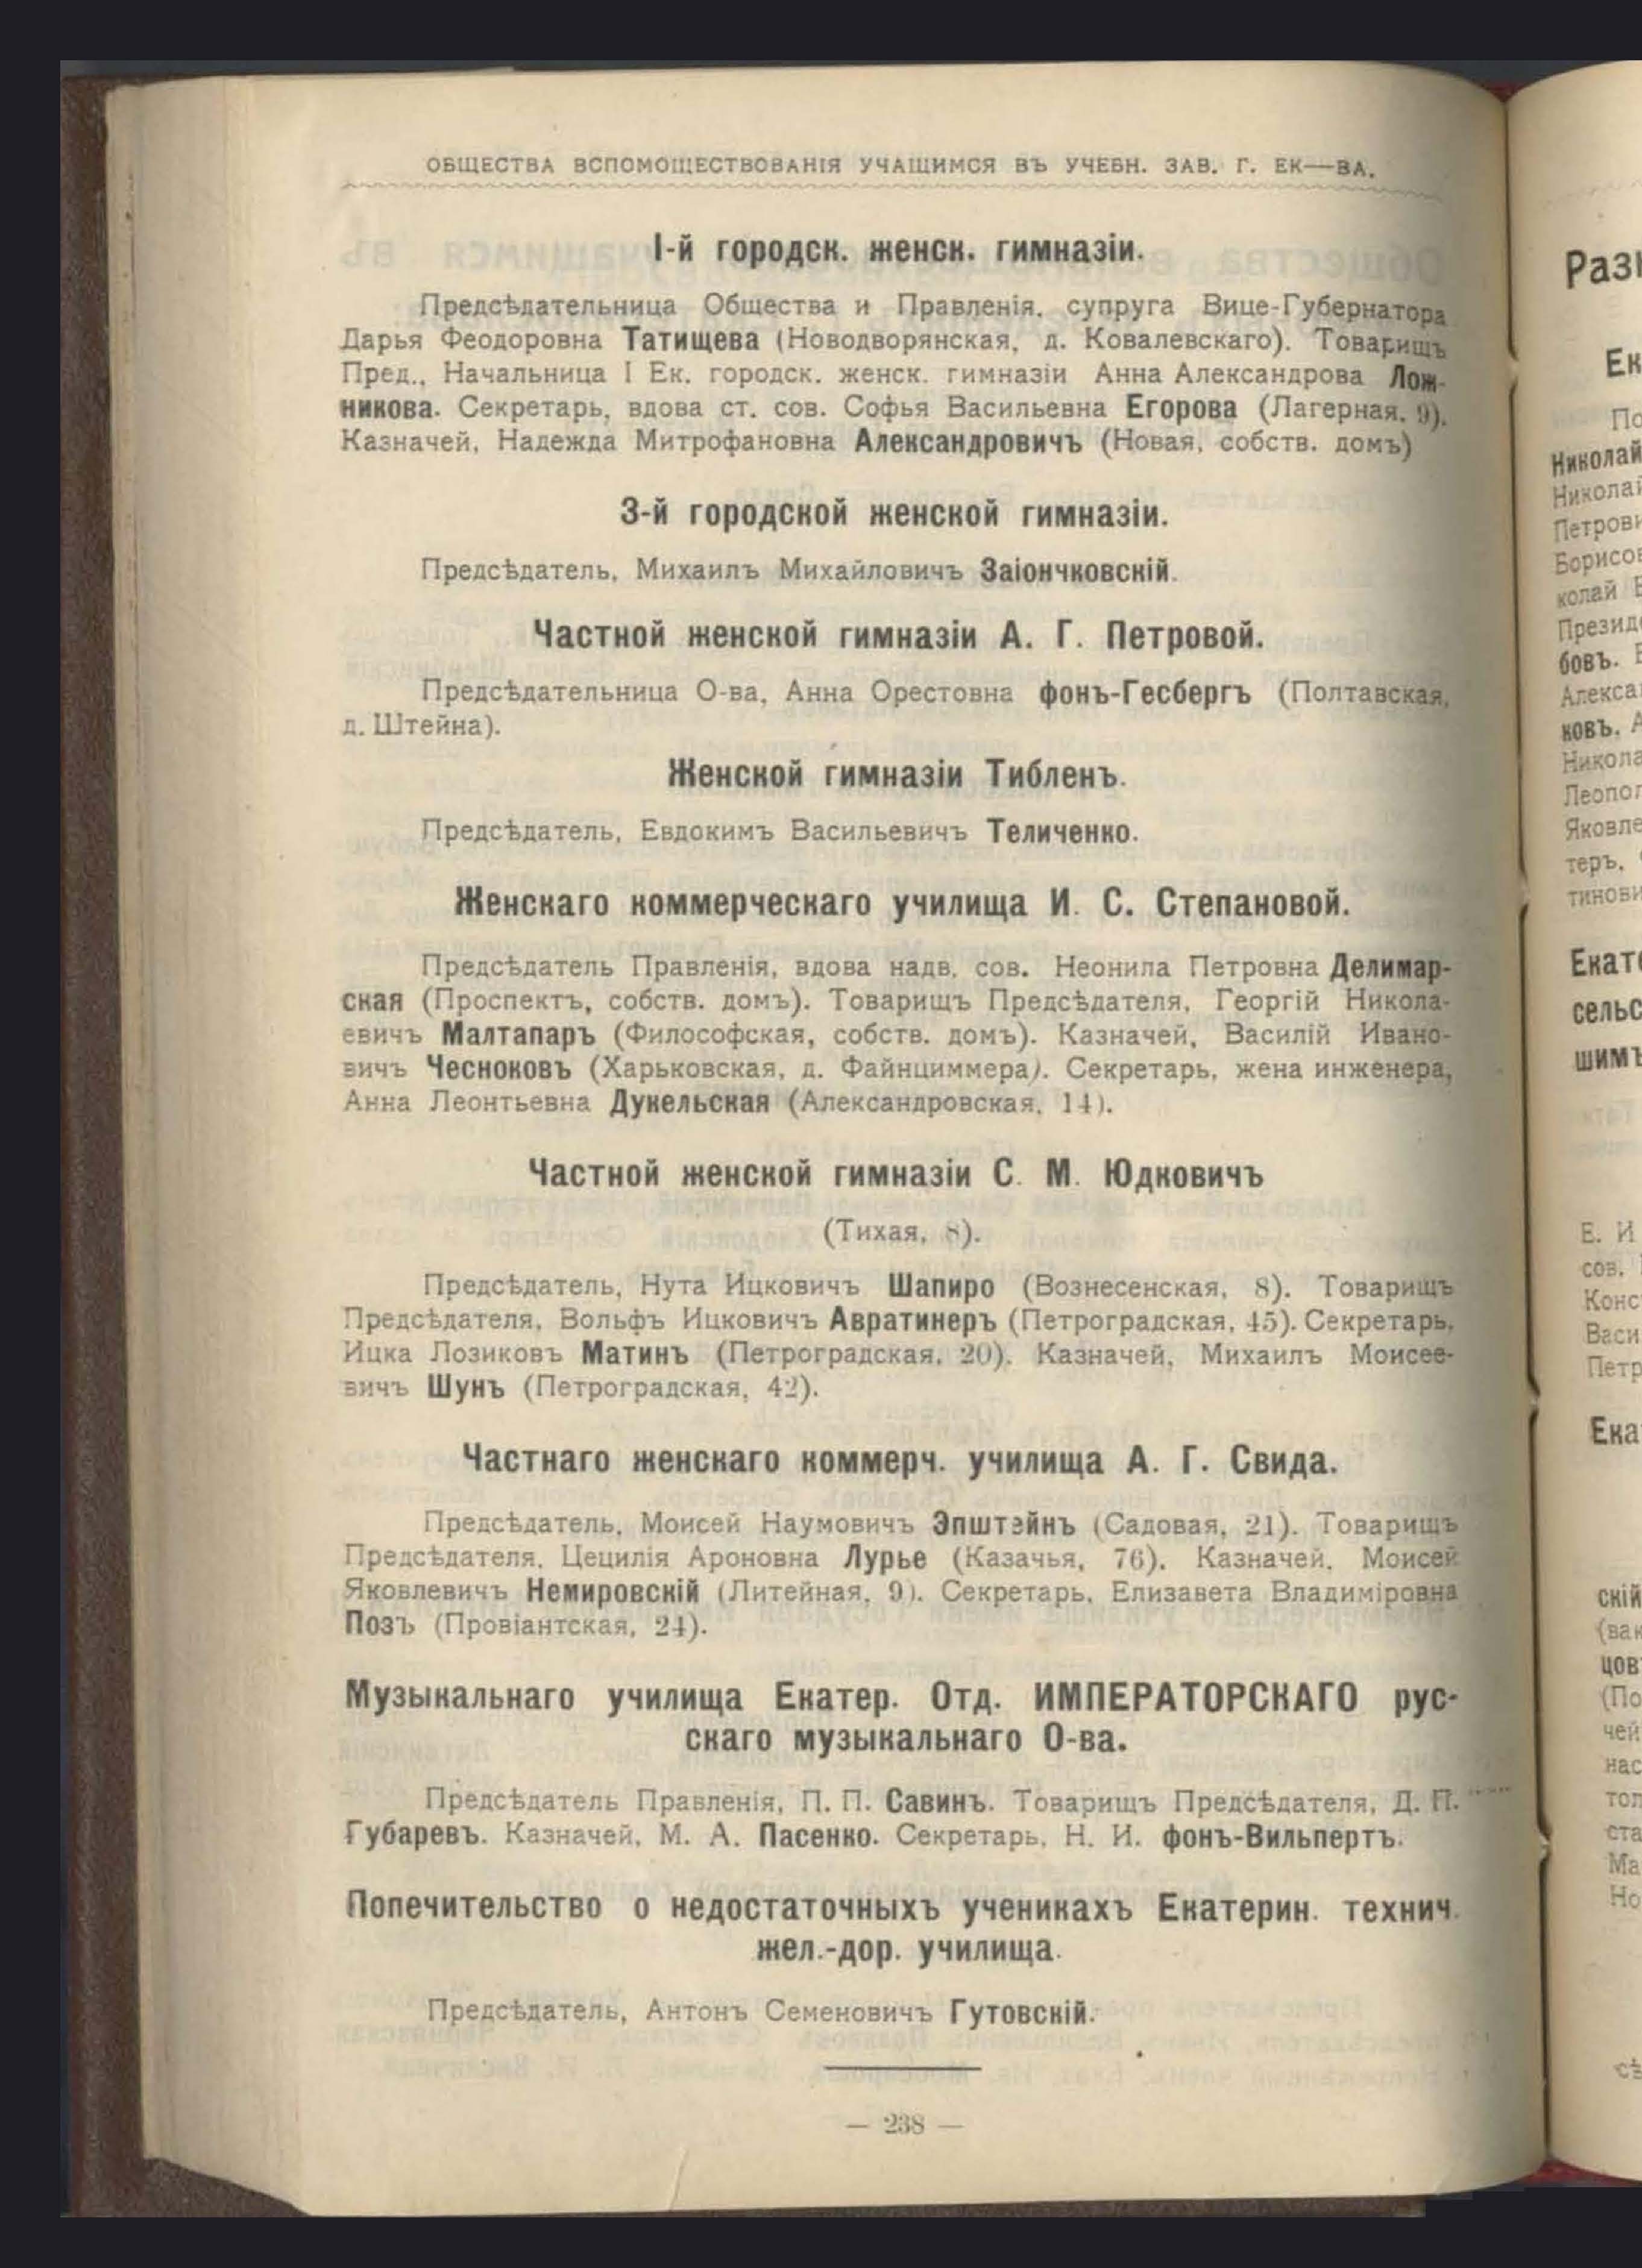 ОБЩЕСТВА ВСПОМОЩЕСТВОВАНІЯ УЧАЩИМСЯ ВЪ УЧЕБН. ЗАВ. Г. ЕК—ВА.
І-й городск. женск. гимназіи.
Предсѣдательница Общества и Правленія. супруга Вице-Губернатора
Дарья Феодоровна Татищева (Новодворянская, д. Ковалевскаго). Товарищъ
Пред., Начальница І Ек. городск. женск. гимназіи Анна Александрова Лож-
никова. Секретарь, вдова ст. сов. Софья Васильевна Егорова (Лагерная, 9).
Казначей, Надежда Митрофановна Александровичъ (Новая, собств. домъ)
3-й городской женской гимназіи.
Предсѣдатель, Михаилъ Михайловичъ Заіончковскій.
Частной женской гимназіи А. Г. Петровой.
Предсѣдательница О-ва, Анна Орестовна фонъ-Гесбергъ (Полтавская,
д. Штейна).
Женской гимназіи Тибленъ.
Предсѣдатель, Евдокимъ Васильевичъ Теличенко.
Женскаго коммерческаго училища И. С. Степановой.
Предсѣдатель Правленія, вдова надв. сов. Неонила Петровна Делимар-
ская (Проспектъ, собств. домъ). Товарищъ Предсѣдателя, Георгій Никола-
евичъ Малтапаръ (Философская, собств. домъ). Казначей, Василій Ивано-
вичъ Чесноковъ (Харьковская, д. Файнциммера). Секретарь, жена инженера,
Анна Леонтьевна Дукельская (Александровская, 14).
Частной женской гимназіи С. М. Юдковичъ
(Тихая, 8).
Предсѣдатель, Нута Ицковичъ Шапиро (Вознесенская, 8). Товарищъ
Предсѣдателя, Вольфъ Ицковичъ Авратинеръ (Петроградская, 45). Секретарь,
Ицка Лозиковъ Матинъ (Петроградская, 20). Казначей, Михаилъ Моисее-
вичъ Шунъ (Петроградская, 42).
Частнаго женскаго коммерч. училища А. Г. Свида.
Предсѣдатель, Моисей Наумовичъ Эпштэйнъ (Садовая, 21). Товарищъ
Предсѣдателя, Цецилія Ароновна Лурье (Казачья, 76). Казначей, Моисей
Яковлевичъ Немировскій (Литейная, 9). Секретарь, Елизавета Владиміровна
Позъ (Провіантская, 24).
Музыкальнаго училища Екатер. Отд. ИМПЕРАТОРСКАГО рус-
скаго музыкальнаго О-ва.
Предсѣдатель Правленія, П. П. Савинъ. Товарищъ Предсѣдателя, Д. П.
Губаревъ. Казначей, М. А. Пасенко. Секретарь, Н. И. фонъ-Вильпертъ.
Попечительство о недостаточныхъ ученикахъ Екатерин. технич.
жел.-дор. училища.
Предсѣдатель, Антонъ Семеновичъ Гутовскій.
— 238 —